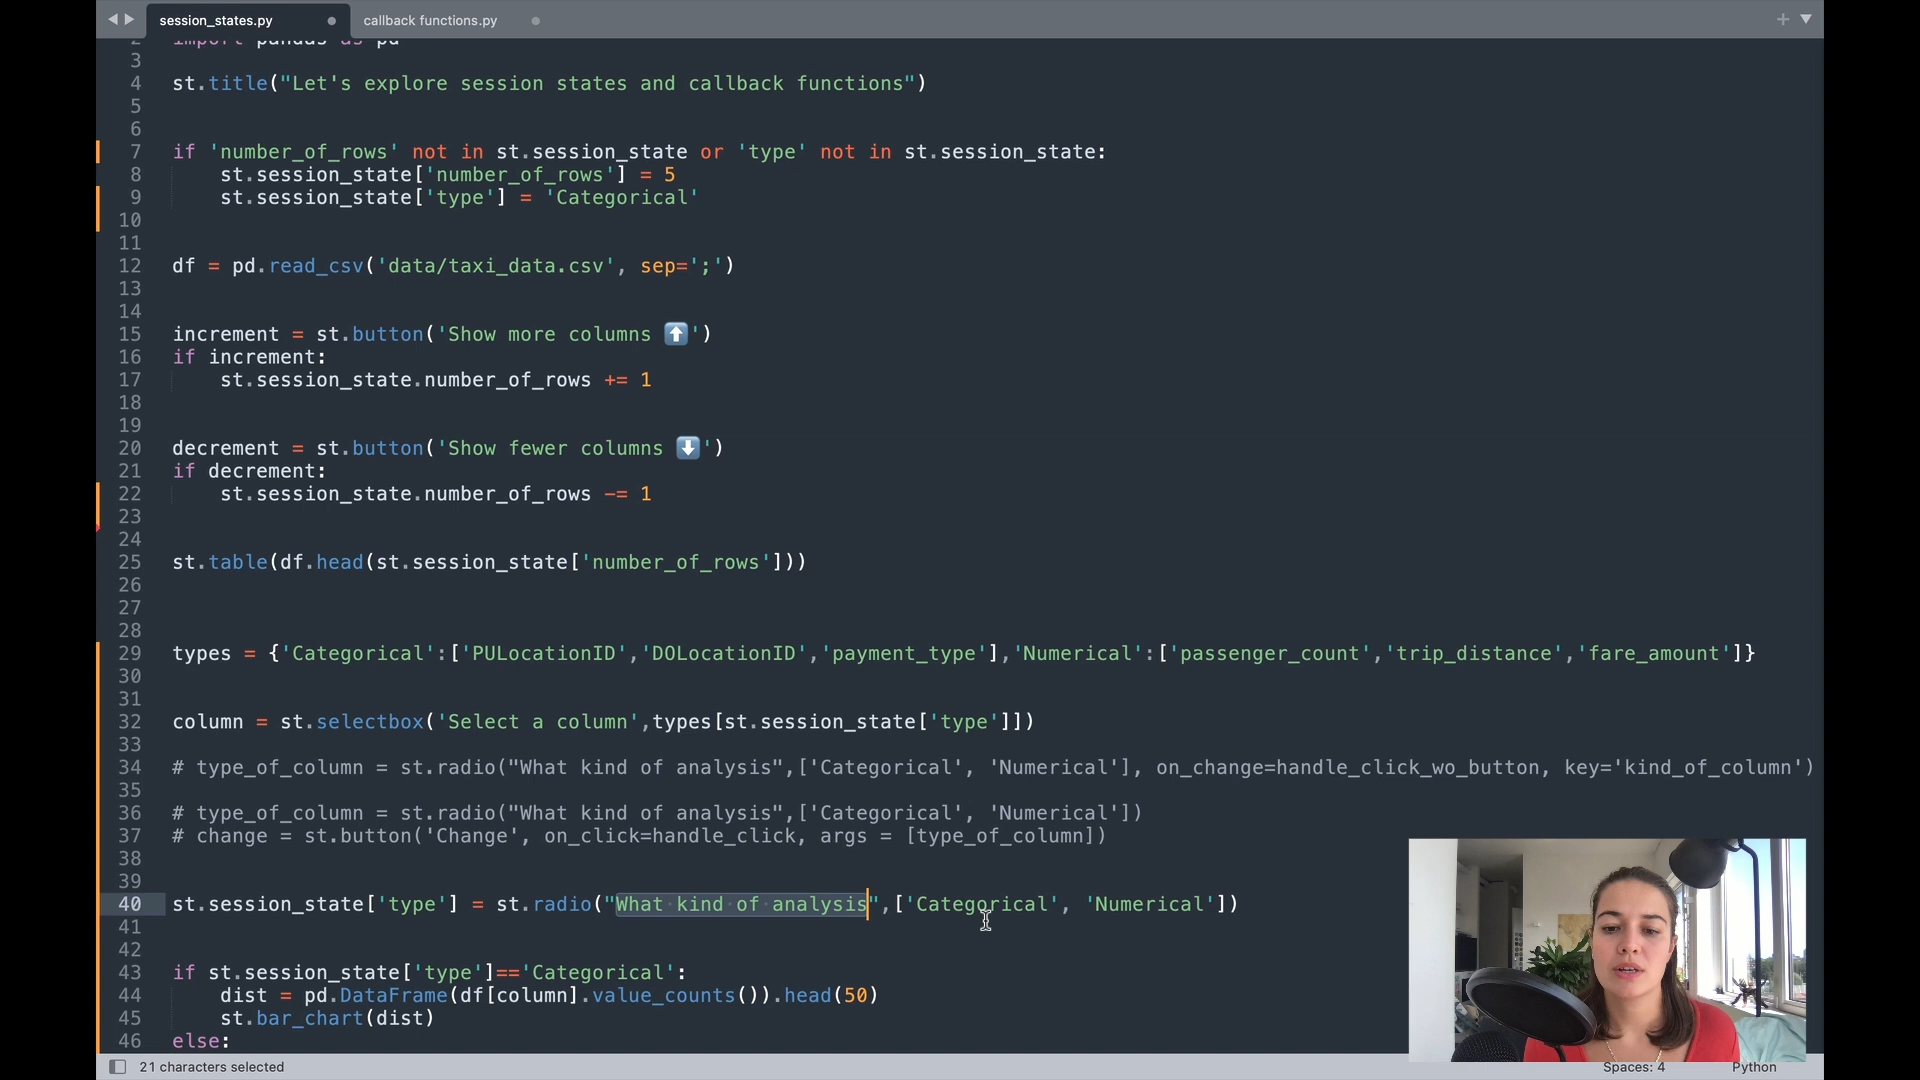 session_states.py
callback functions.py
2 import pandas as pd
3
4 st.title("Let's explore session states and callback functions")
5
6
7 if 'number_of_rows' not in st.session_state or 'type' not in st.session_state:
8 st.session_state['number_of_rows'] = 5
9 st.session_state['type'] = 'Categorical'
10
11
12 df = pd.read_csv('data/taxi_data.csv', sep=';')
13
14
15 increment = st.button('Show more columns ⬆️')
16 if increment:
17 st.session_state.number_of_rows += 1
18
19
20 decrement = st.button('Show fewer columns ⬇️')
21 if decrement:
22 st.session_state.number_of_rows -= 1
23
24
25 st.table(df.head(st.session_state['number_of_rows']))
26
27
28
29 types = {'Categorical':['PULocationID','DOLocationID','payment_type'],'Numerical':['passenger_count','trip_distance','fare_amount']}
30
31
32 column = st.selectbox('Select a column',types[st.session_state['type']])
33
34 # type_of_column = st.radio("What kind of analysis",['Categorical', 'Numerical'], on_change=handle_click_wo_button, key='kind_of_column')
35
36 # type_of_column = st.radio("What kind of analysis",['Categorical', 'Numerical'])
37 # change = st.button('Change', on_click=handle_click, args = [type_of_column])
38
39
40 st.session_state['type'] = st.radio("What kind of analysis",['Categorical', 'Numerical'])
41
42
43 if st.session_state['type']=='Categorical':
44 dist = pd.DataFrame(df[column].value_counts()).head(50)
45 st.bar_chart(dist)
46 else:
21 characters selected
Spaces: 4
Python